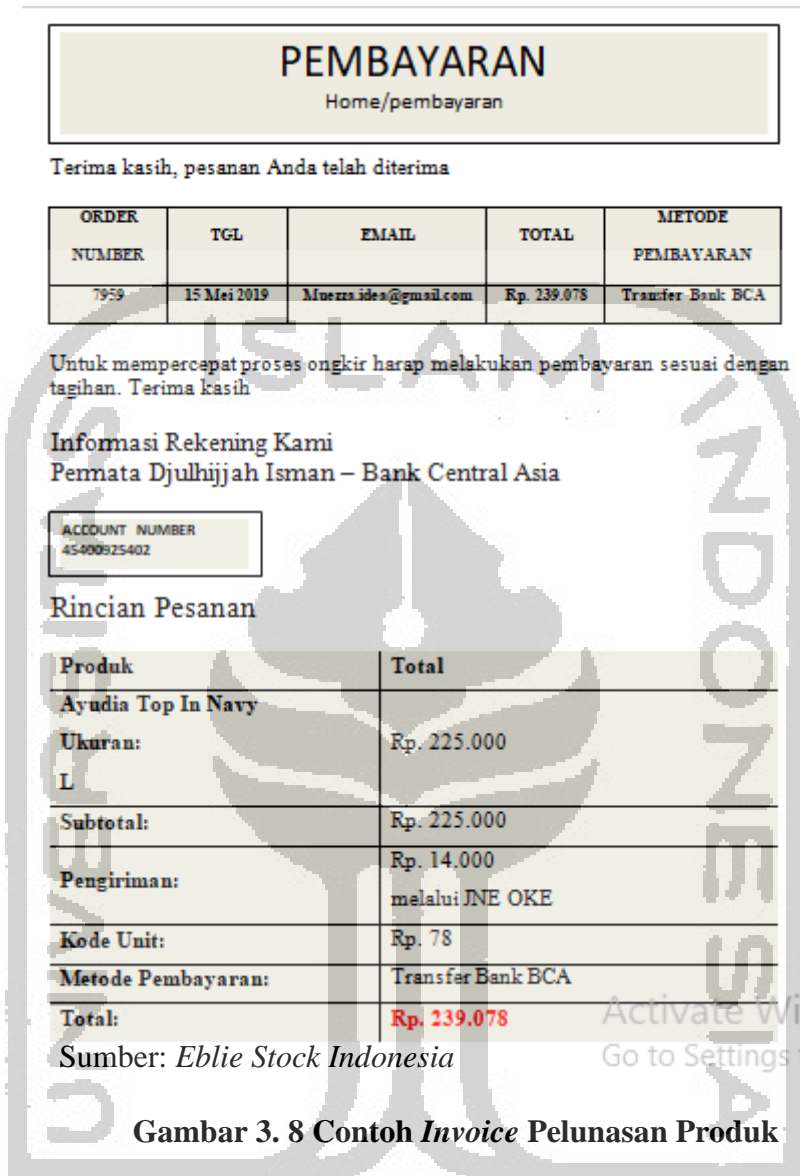 PEMBAYARAN
Home/pembayaran
Terima kasih, pesanan Anda telah diterima
ORDER NUMBER TGL EMAIL TOTAL METODE PEMBAYARAN
7959 15 Mei 2019 Muezza.idea@gmail.com Rp. 239.078 Transfer Bank BCA
Untuk mempercepat proses ongkir harap melakukan pembayaran sesuai dengan
tagihan. Terima kasih
Informasi Rekening Kami
Permata Djulhijjah Isman – Bank Central Asia
ACCOUNT NUMBER
45400925402
Rincian Pesanan
Produk Total
Ayudia Top In Navy
Ukuran: Rp. 225.000
L
Subtotal: Rp. 225.000
Pengiriman: Rp. 14.000
melalui JNE OKE
Kode Unit: Rp. 78
Metode Pembayaran: Transfer Bank BCA
Total: Rp. 239.078
Activate Wi
Go to Settings
Sumber: Eblie Stock Indonesia
Gambar 3. 8 Contoh Invoice Pelunasan Produk
UNIVERSITAS ISLAM INDONESIA